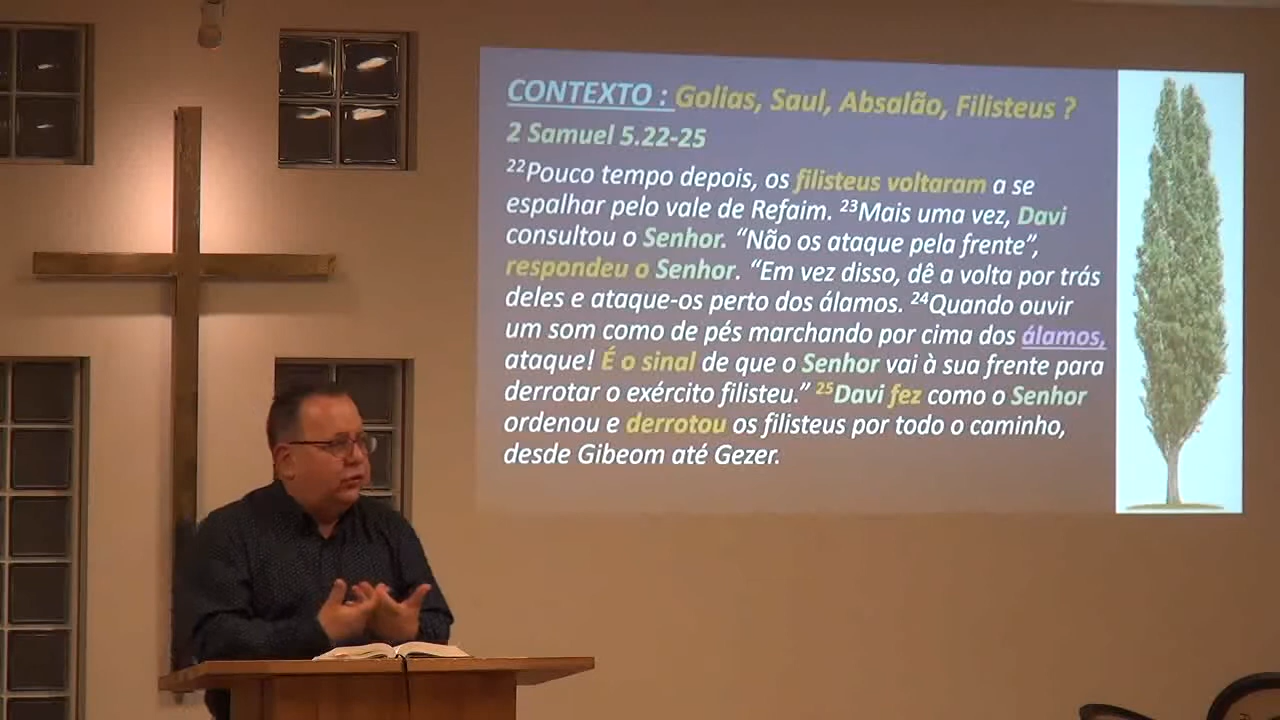 CONTEXTO : Golias, Saul, Absalão, Filisteus ?
2 Samuel 5.22-25
²²Pouco tempo depois, os filisteus voltaram a se
espalhar pelo vale de Refaim. ²³Mais uma vez, Davi
consultou o Senhor. “Não os ataque pela frente”,
respondeu o Senhor. “Em vez disso, dê a volta por trás
deles e ataque-os perto dos álamos. ²⁴Quando ouvir
um som como de pés marchando por cima dos álamos,
ataque! É o sinal de que o Senhor vai à sua frente para
derrotar o exército filisteu.” ²⁵Davi fez como o Senhor
ordenou e derrotou os filisteus por todo o caminho,
desde Gibeom até Gezer.